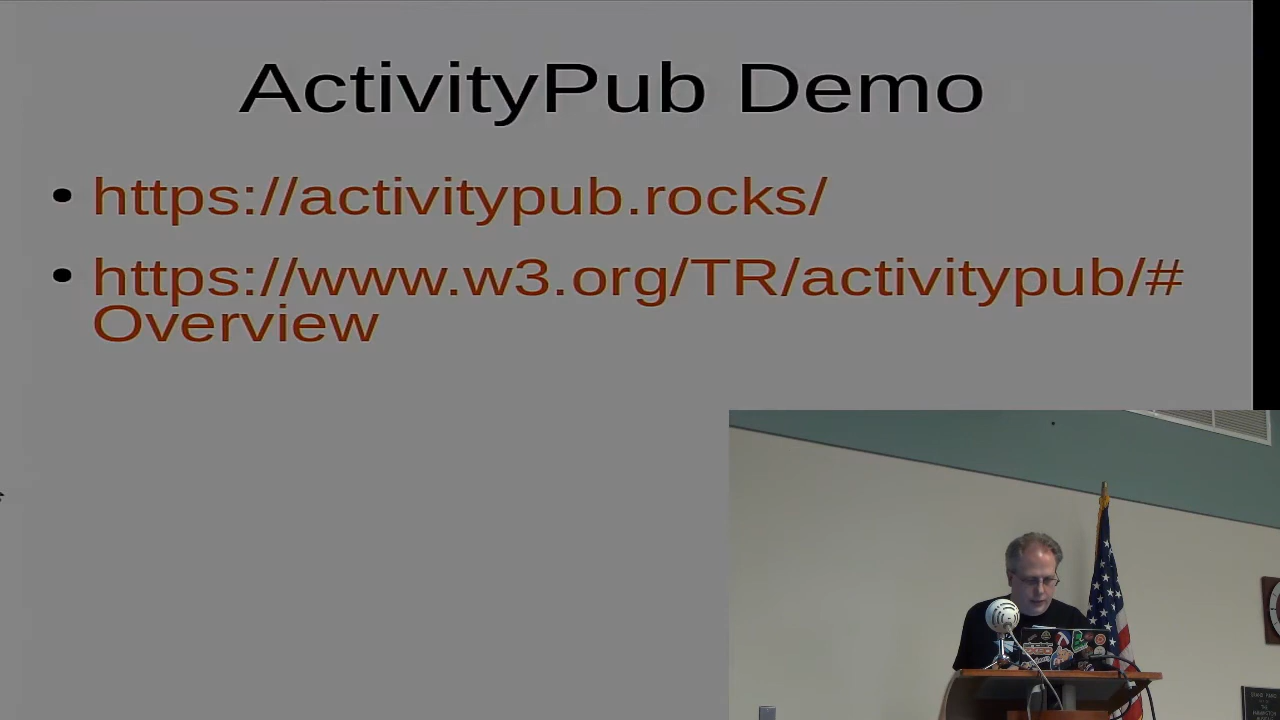 ActivityPub Demo
• https://activitypub.rocks/
• https://www.w3.org/TR/activitypub/#
Overview